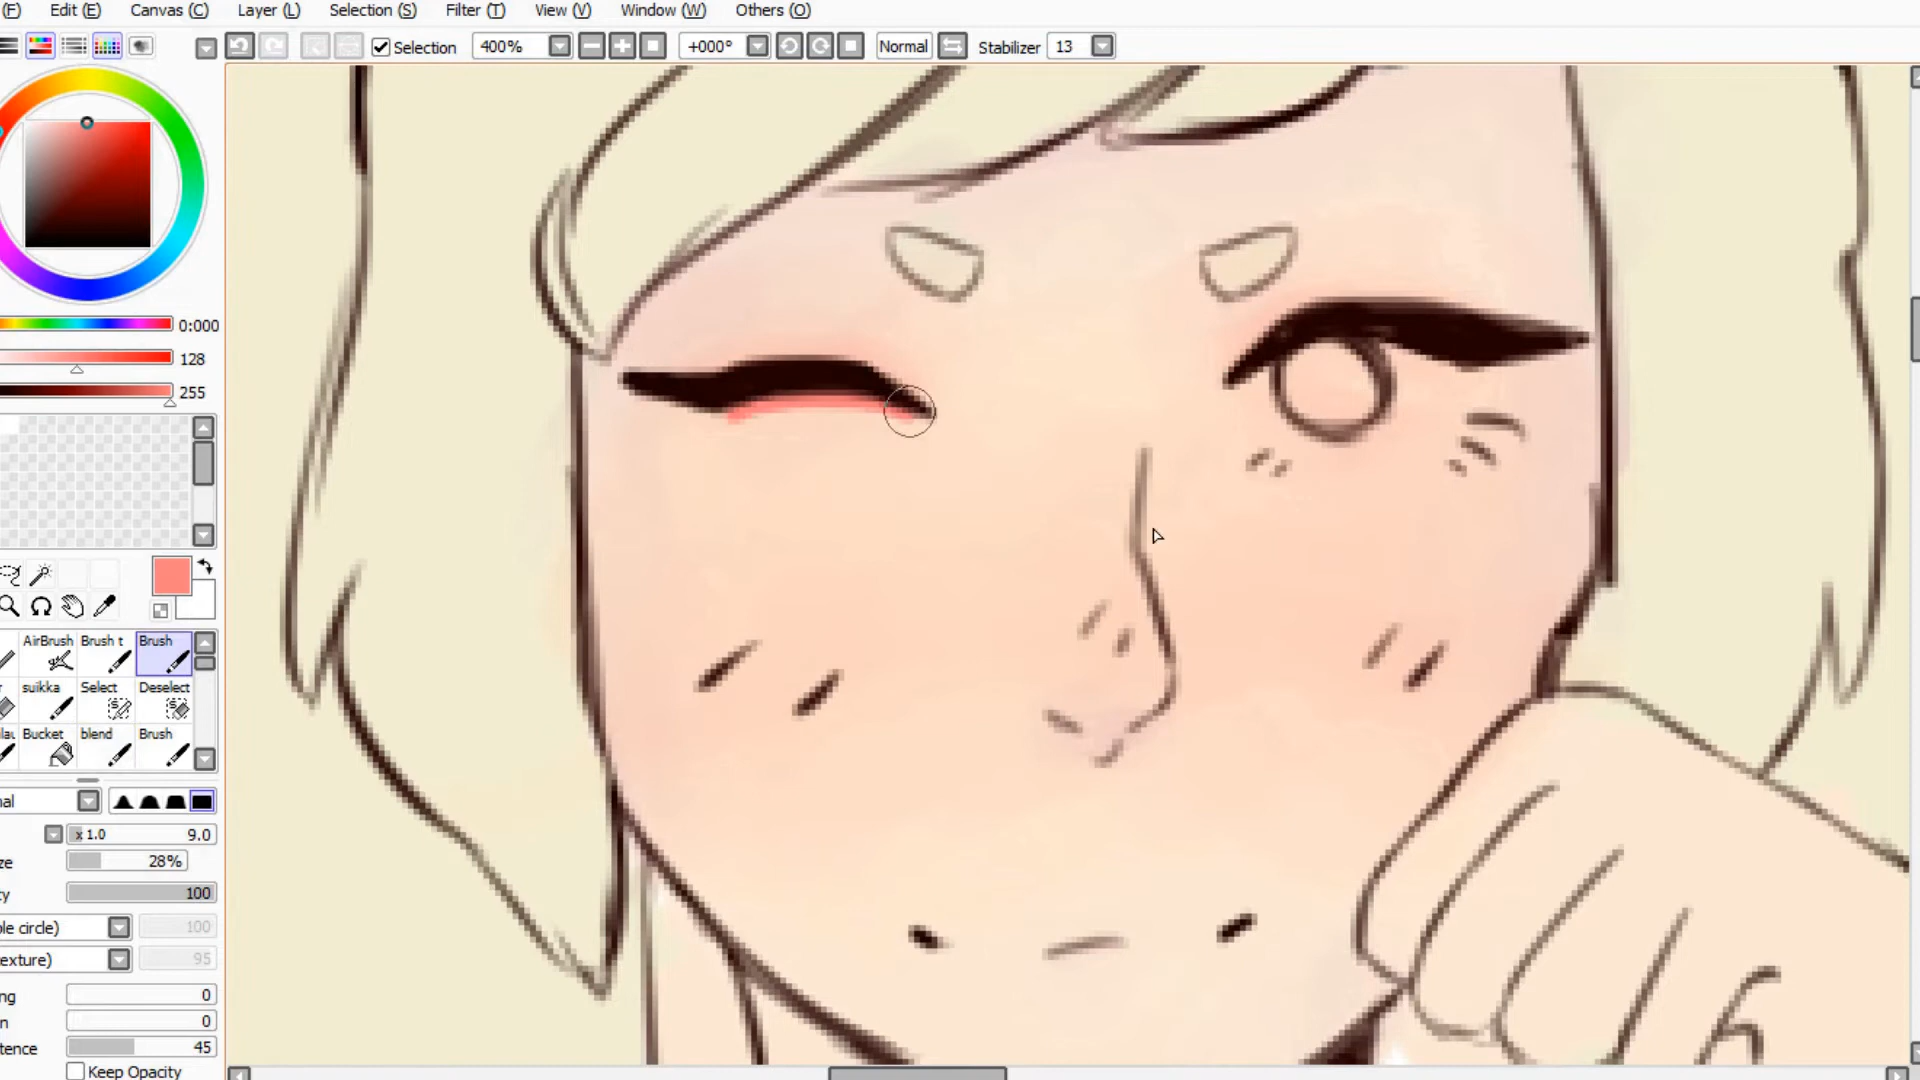 (F) Edit (E) Canvas (C) Layer (L) Selection (S) Filter (T) View (V) Window (W) Others (O)
Selection 400% +000° Normal Stabilizer 13
0:000
128
255
AirBrush Brush t Brush
suikka Select Deselect
Bucket blend Brush
x 1.0 9.0
28%
100
circle) 100
95
0
0
45
Keep Opacity